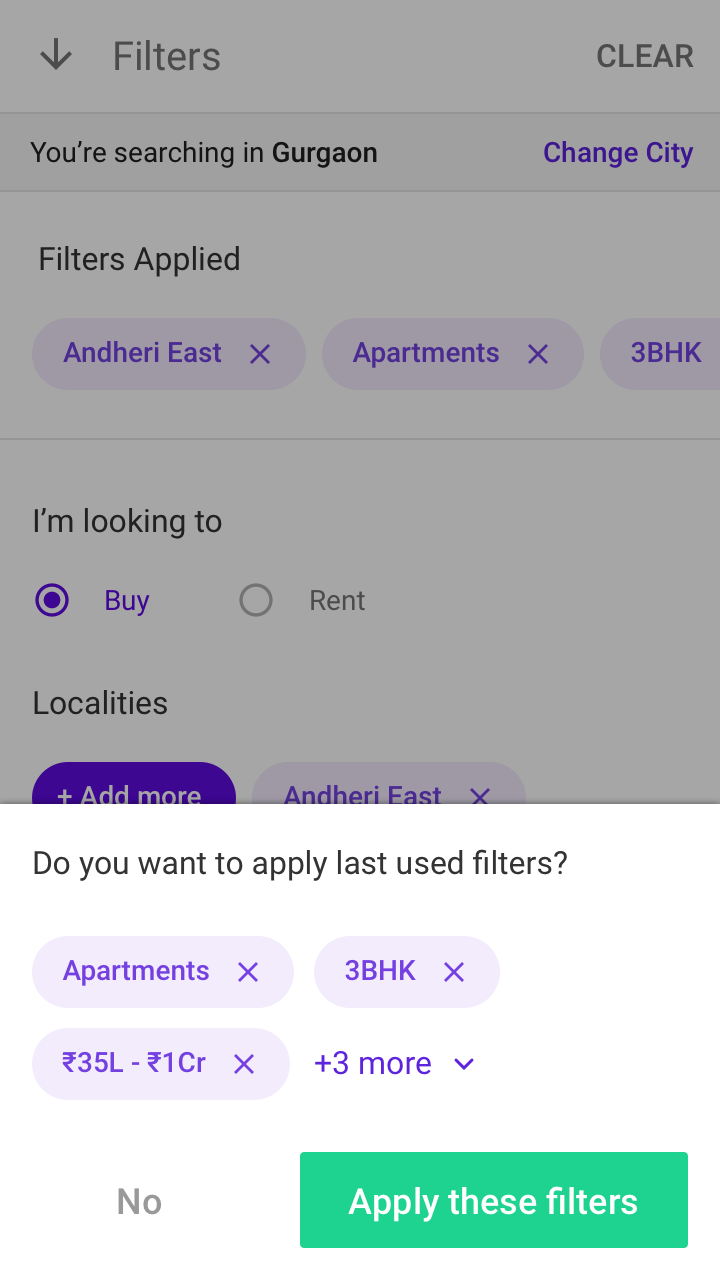 Filters CLEAR
You’re searching in Gurgaon Change City
Filters Applied
Andheri East Apartments 3BHK
I’m looking to
Buy Rent
Localities
+ Add more Andheri East
Do you want to apply last used filters?
Apartments 3BHK
₹35L - ₹1Cr +3 more
No Apply these filters